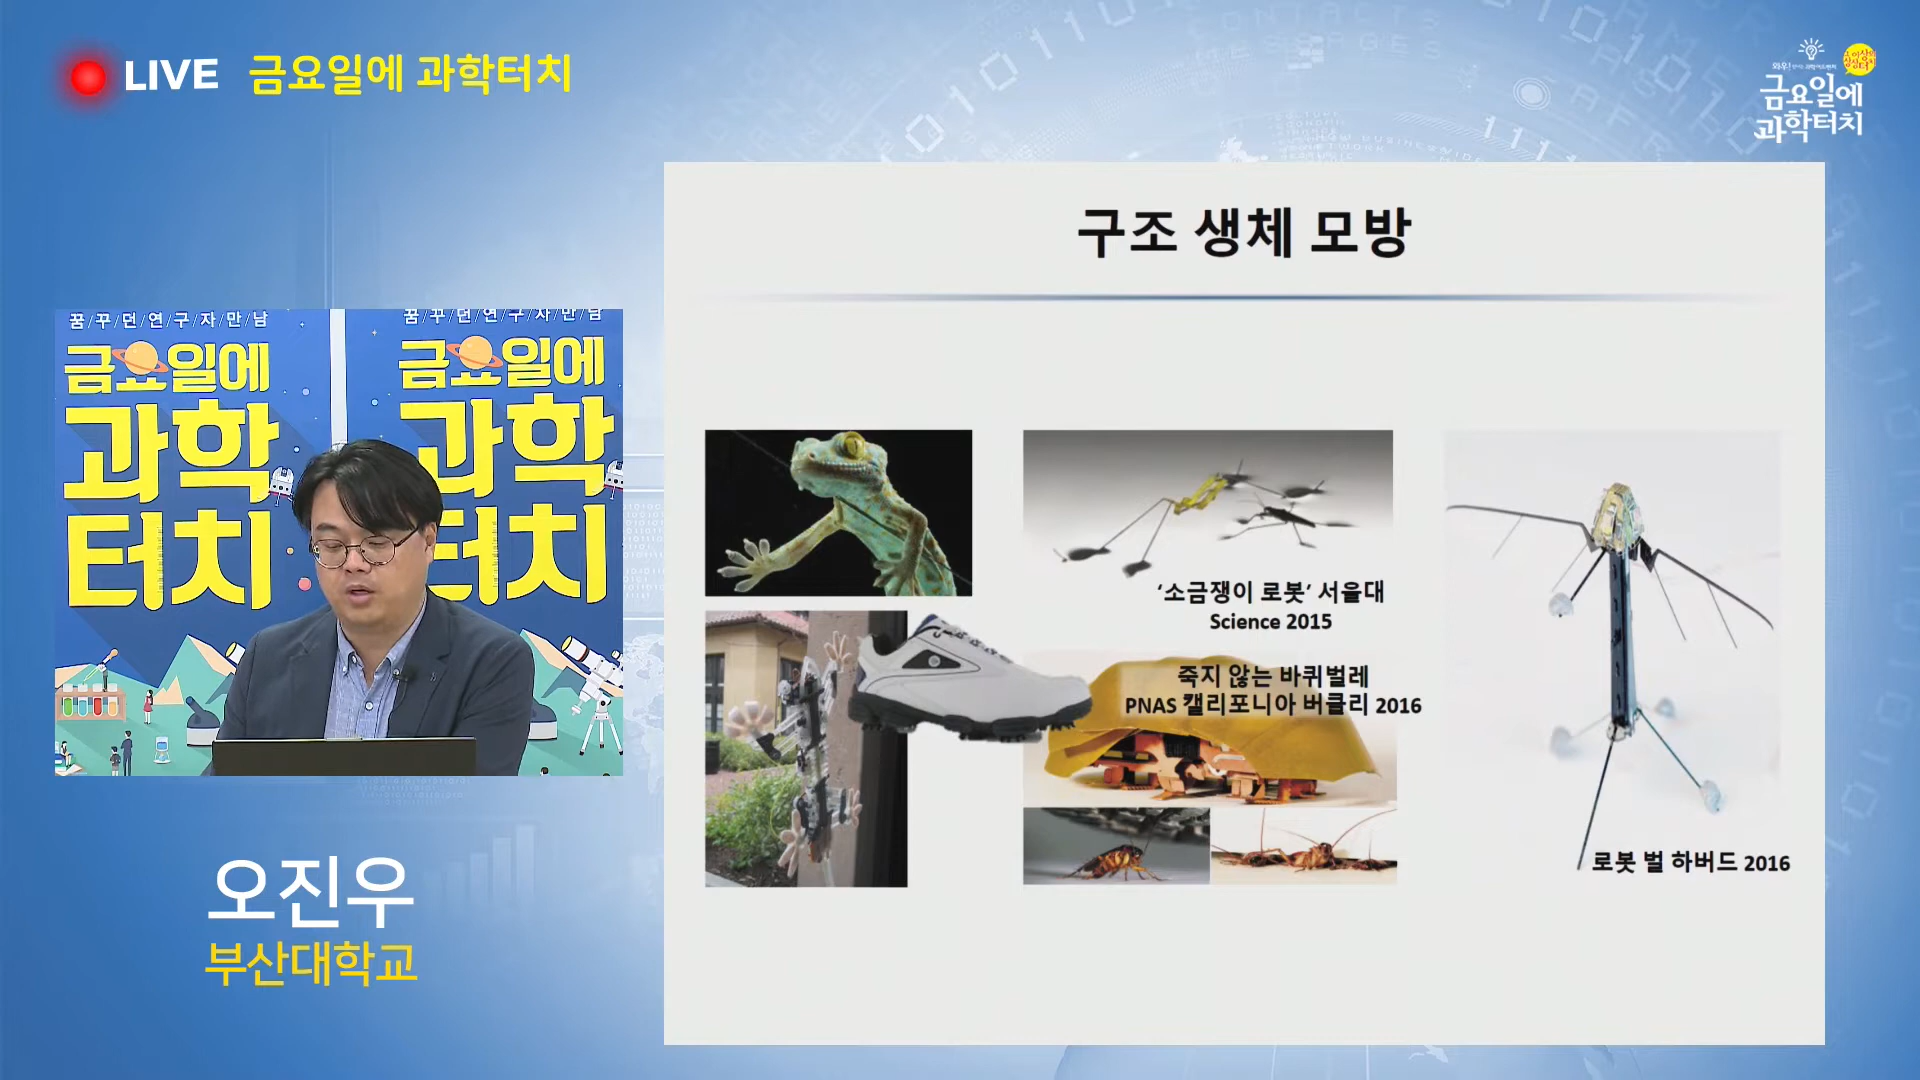 LIVE 금요일에 과학터치
금요일에
과학터치
구조 생체 모방
꿈/꾸/던/연/구/자/만/남
금요일에
과학
터치
꿈/꾸/던/연/구/자/만/남
금요일에
과학
터치
‘소금쟁이 로봇’ 서울대
Science 2015
죽지 않는 바퀴벌레
PNAS 캘리포니아 버클리 2016
로봇 벌 하버드 2016
오진우
부산대학교